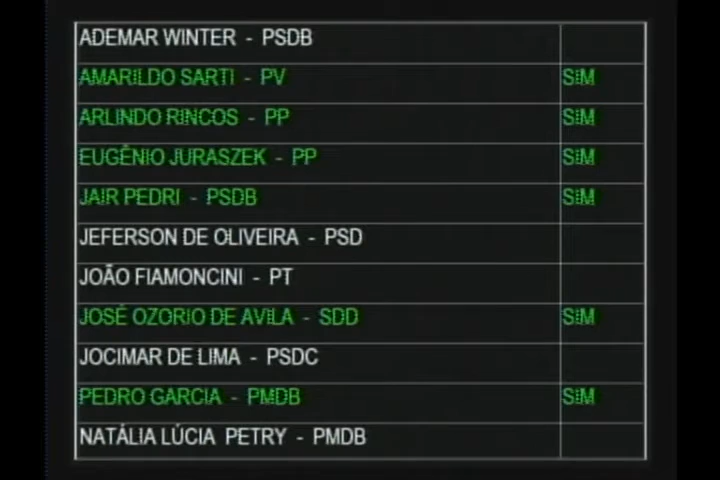 ADEMAR WINTER - PSDB
AMARILDO SARTI - PV SIM
ARLINDO RINCOS - PP SIM
EUGÊNIO JURASZEK - PP SIM
JAIR PEDRI - PSDB SIM
JEFERSON DE OLIVEIRA - PSD
JOÃO FIAMONCINI - PT
JOSÉ OZORIO DE AVILA - SDD SIM
JOCIMAR DE LIMA - PSDC
PEDRO GARCIA - PMDB SIM
NATÁLIA LÚCIA PETRY - PMDB